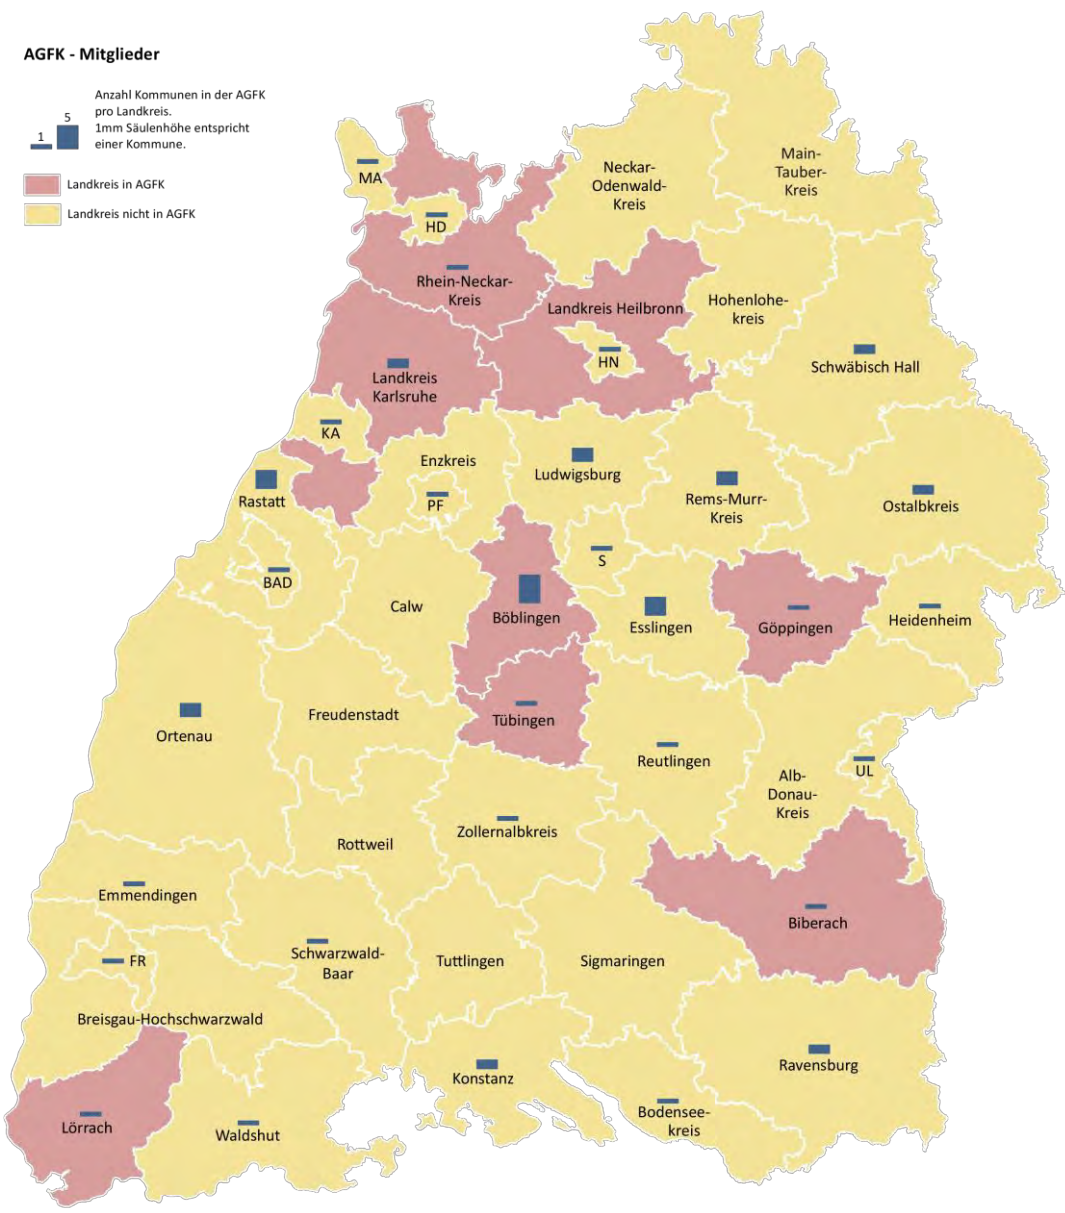 AGFK - Mitglieder
Anzahl Kommunen in der AGFK
pro Landkreis.
1mm Säulenhöhe entspricht
einer Kommune.
1
5
Landkreis in AGFK
Landkreis nicht in AGFK
MA
HD
Neckar-
Odenwald-
Kreis
Main-
Tauber-
Kreis
Rhein-Neckar-
Kreis
Landkreis Heilbronn
HN
Hohenlohe-
kreis
Schwäbisch Hall
Landkreis
Karlsruhe
KA
Enzkreis
PF
Ludwigsburg
Rems-Murr-
Kreis
Ostalbkreis
Rastatt
BAD
Calw
Böblingen
S
Esslingen
Göppingen
Heidenheim
Ortenau
Freudenstadt
Tübingen
Reutlingen
Alb-
Donau-
Kreis
UL
Rottweil
Zollernalbkreis
Emmendingen
FR
Schwarzwald-
Baar
Tuttlingen
Sigmaringen
Biberach
Breisgau-Hochschwarzwald
Konstanz
Ravensburg
Bodensee-
kreis
Lörrach
Waldshut